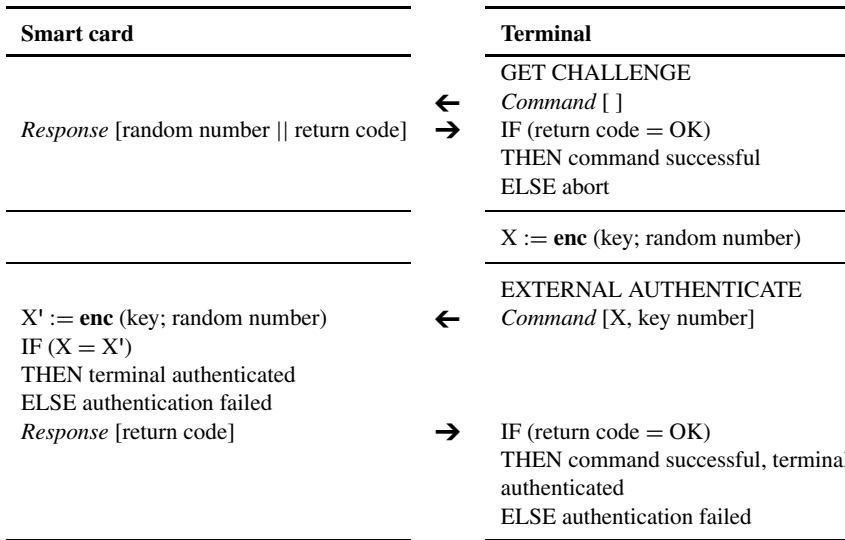 Smart card Terminal
GET CHALLENGE
← Command [ ]
Response [random number || return code] → IF (return code = OK)
THEN command successful
ELSE abort
X := enc (key; random number)
EXTERNAL AUTHENTICATE
X' := enc (key; random number) ← Command [X, key number]
IF (X = X')
THEN terminal authenticated
ELSE authentication failed
Response [return code] → IF (return code = OK)
THEN command successful, terminal
authenticated
ELSE authentication failed